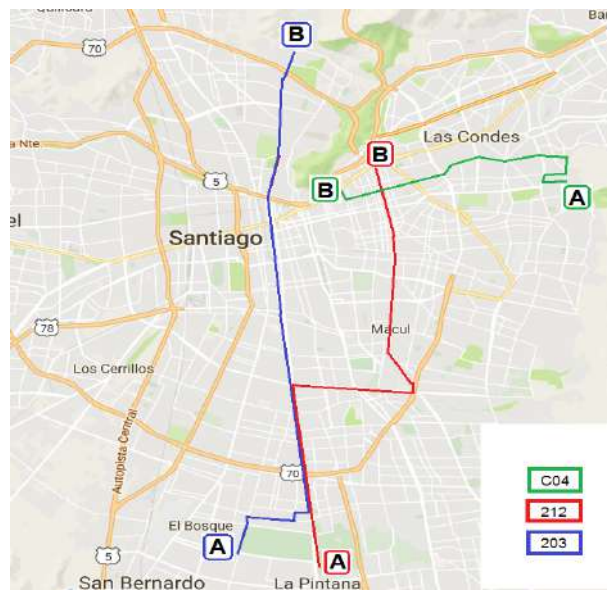 70
B
Las Condes
a Nte.
B
5
B
A
el
Santiago
78
Macul
Los Cerrillos
Autopista Central
70
C04
212
203
El Bosque
A
A
5
San Bernardo
La Pintana